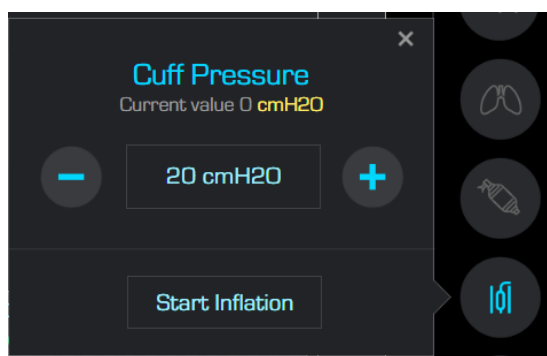 Cuff Pressure
Current value 0 cmH2O
20 cmH2O
Start Inflation